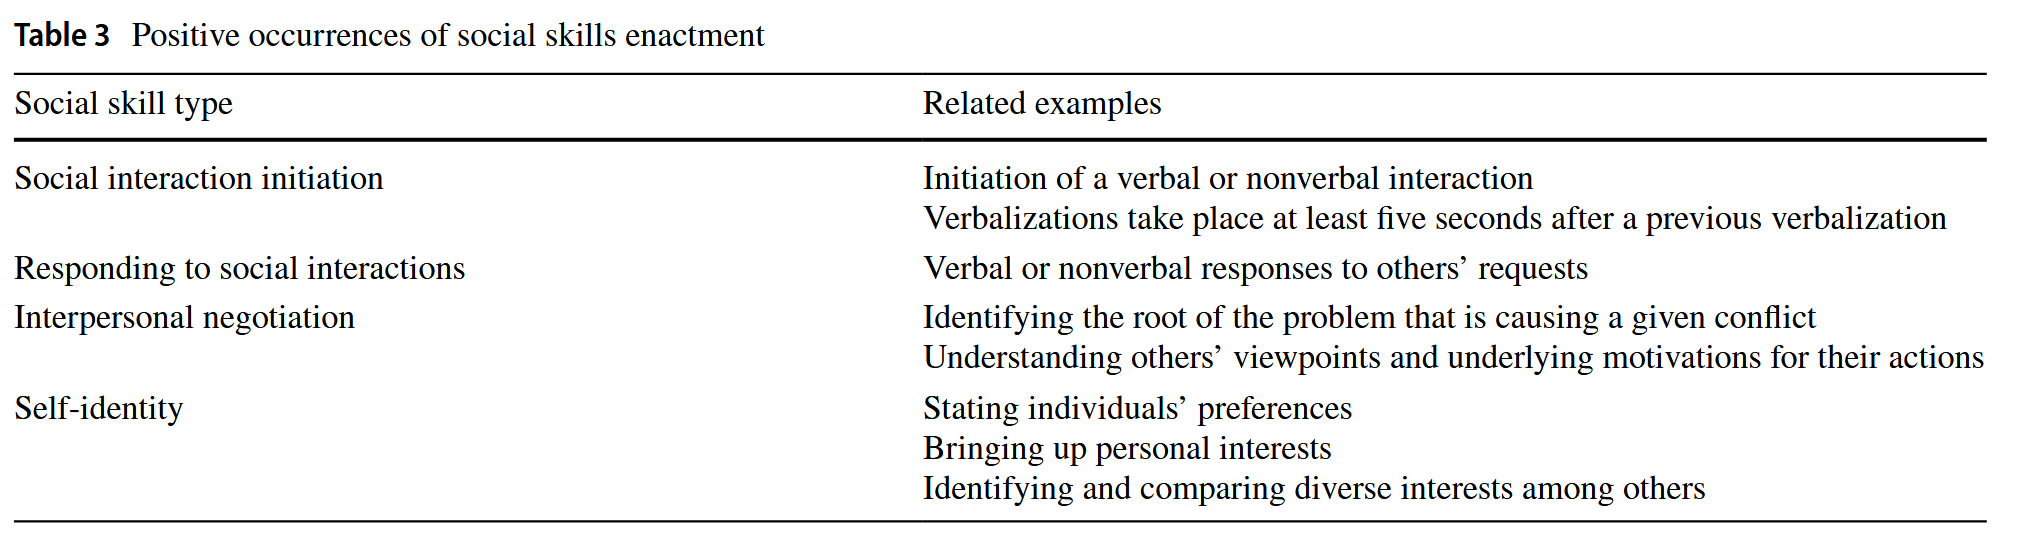 Table 3 Positive occurrences of social skills enactment
Social skill type Related examples
Social interaction initiation Initiation of a verbal or nonverbal interaction
Verbalizations take place at least five seconds after a previous verbalization
Responding to social interactions Verbal or nonverbal responses to others’ requests
Interpersonal negotiation Identifying the root of the problem that is causing a given conflict
Understanding others’ viewpoints and underlying motivations for their actions
Self-identity Stating individuals’ preferences
Bringing up personal interests
Identifying and comparing diverse interests among others